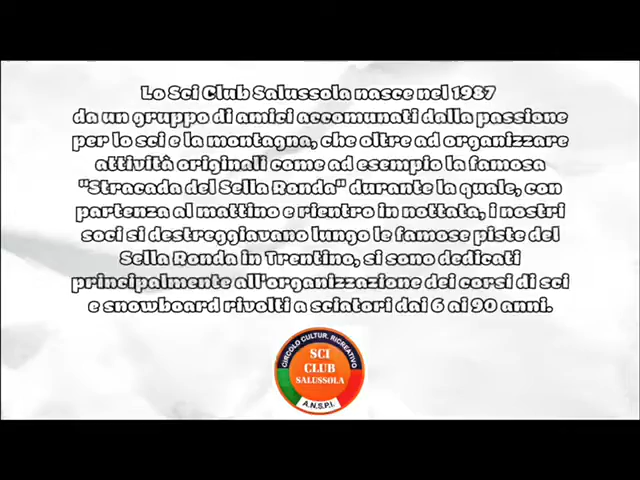 Lo Sci Club Salussola nasce nel 1987
da un gruppo di amici accomunati dalla passione
per lo sci e la montagna, che oltre ad organizzare
attività originali come ad esempio la famosa
"Stracada del Sella Ronda" durante la quale, con
partenza al mattino e rientro in nottata, i nostri
soci si destreggiavano lungo le famose piste del
Sella Ronda in Trentino, si sono dedicati
principalmente all'organizzazione dei corsi di sci
e snowboard rivolti a sciatori dai 6 ai 90 anni.
CIRCOLO CULTUR. RICREATIVO
SCI
CLUB
SALUSSOLA
A.N.S.P.I.